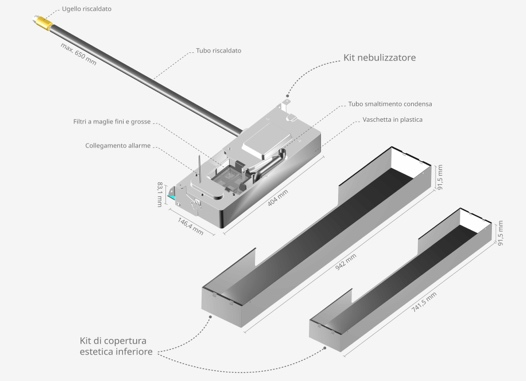 Ugello riscaldato
max. 650 mm
Tubo riscaldato
Kit nebulizzatore
Filtri a maglie fini e grosse
Tubo smaltimento condensa
Vaschetta in plastica
Collegamento allarme
83,1 mm
146,4 mm
404 mm
91,5 mm
942 mm
91,5 mm
741,5 mm
Kit di copertura
estetica inferiore